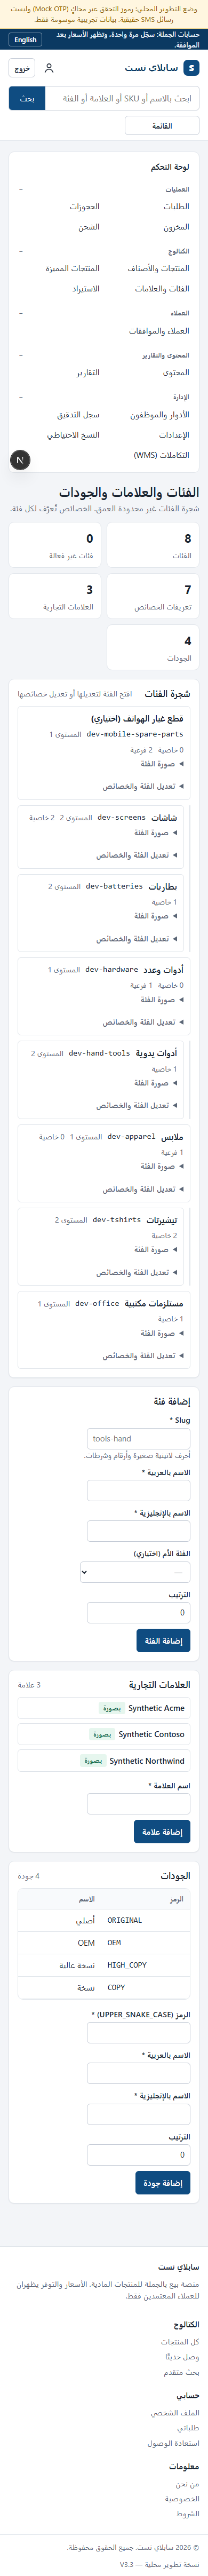 وضع التطوير المحلي: رموز التحقق عبر محاكٍ (Mock OTP) وليست رسائل SMS حقيقية. بيانات تجريبية موسومة فقط.
حسابات الجملة: سجّل مرة واحدة، وتظهر الأسعار بعد الموافقة.
English
سابلاي نست
خروج
ابحث بالاسم أو SKU أو العلامة أو الفئة
بحث
القائمة
لوحة التحكم
العمليات
الطلبات
الحجوزات
المخزون
الشحن
الكتالوج
المنتجات والأصناف
المنتجات المميزة
الفئات والعلامات
الاستيراد
العملاء
العملاء والموافقات
المحتوى والتقارير
المحتوى
التقارير
الإدارة
الأدوار والموظفون
سجل التدقيق
الإعدادات
النسخ الاحتياطي
التكاملات (WMS)
N
الفئات والعلامات والجودات
شجرة الفئات غير محدودة العمق. الخصائص تُعرَّف لكل فئة.
8
الفئات
0
فئات غير فعالة
7
تعريفات الخصائص
3
العلامات التجارية
4
الجودات
شجرة الفئات
افتح الفئة لتعديلها أو تعديل خصائصها
قطع غيار الهواتف (اختياري)
dev-mobile-spare-parts المستوى 1
0 خاصية 2 فرعية
صورة الفئة
تعديل الفئة والخصائص
شاشات dev-screens المستوى 2 2 خاصية
صورة الفئة
تعديل الفئة والخصائص
بطاريات dev-batteries المستوى 2
1 خاصية
صورة الفئة
تعديل الفئة والخصائص
أدوات وعدد dev-hardware المستوى 1
0 خاصية 1 فرعية
صورة الفئة
تعديل الفئة والخصائص
أدوات يدوية dev-hand-tools المستوى 2
1 خاصية
صورة الفئة
تعديل الفئة والخصائص
ملابس dev-apparel المستوى 1 0 خاصية
1 فرعية
صورة الفئة
تعديل الفئة والخصائص
تيشيرتات dev-tshirts المستوى 2
2 خاصية
صورة الفئة
تعديل الفئة والخصائص
مستلزمات مكتبية dev-office المستوى 1
1 خاصية
صورة الفئة
تعديل الفئة والخصائص
إضافة فئة
Slug *
tools-hand
أحرف لاتينية صغيرة وأرقام وشرطات.
الاسم بالعربية *
الاسم بالإنجليزية *
الفئة الأم (اختياري)
—
الترتيب
0
إضافة الفئة
العلامات التجارية
3 علامة
Synthetic Acme بصورة
Synthetic Contoso بصورة
Synthetic Northwind بصورة
اسم العلامة *
إضافة علامة
الجودات
4 جودة
الرمز الاسم
ORIGINAL أصلي
OEM OEM
HIGH_COPY نسخة عالية
COPY نسخة
الرمز (UPPER_SNAKE_CASE) *
الاسم بالعربية *
الاسم بالإنجليزية *
الترتيب
0
إضافة جودة
سابلاي نست
منصة بيع بالجملة للمنتجات المادية. الأسعار والتوفر يظهران للعملاء المعتمدين فقط.
الكتالوج
كل المنتجات
وصل حديثًا
بحث متقدم
حسابي
الملف الشخصي
طلباتي
استعادة الوصول
معلومات
من نحن
الخصوصية
الشروط
© 2026 سابلاي نست. جميع الحقوق محفوظة.
نسخة تطوير محلية — V3.3